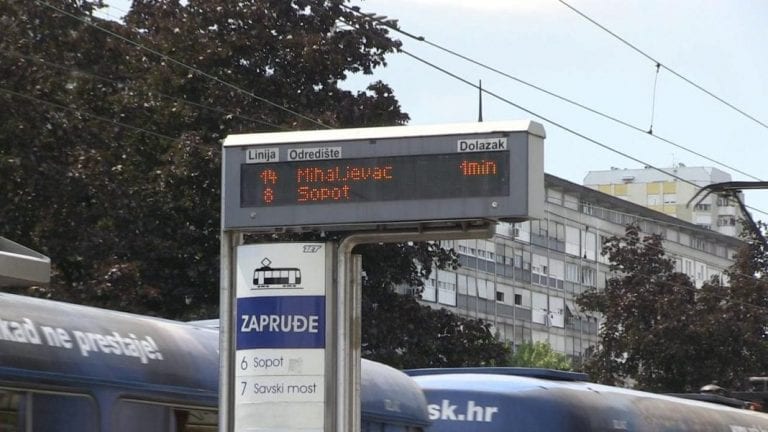 Linija Odredište Dolazak
14 Mihaljevac 1min
8 Sopot
ZET
ZAPRUĐE
6 Sopot
7 Savski most
kad ne prestaje!
sk.hr